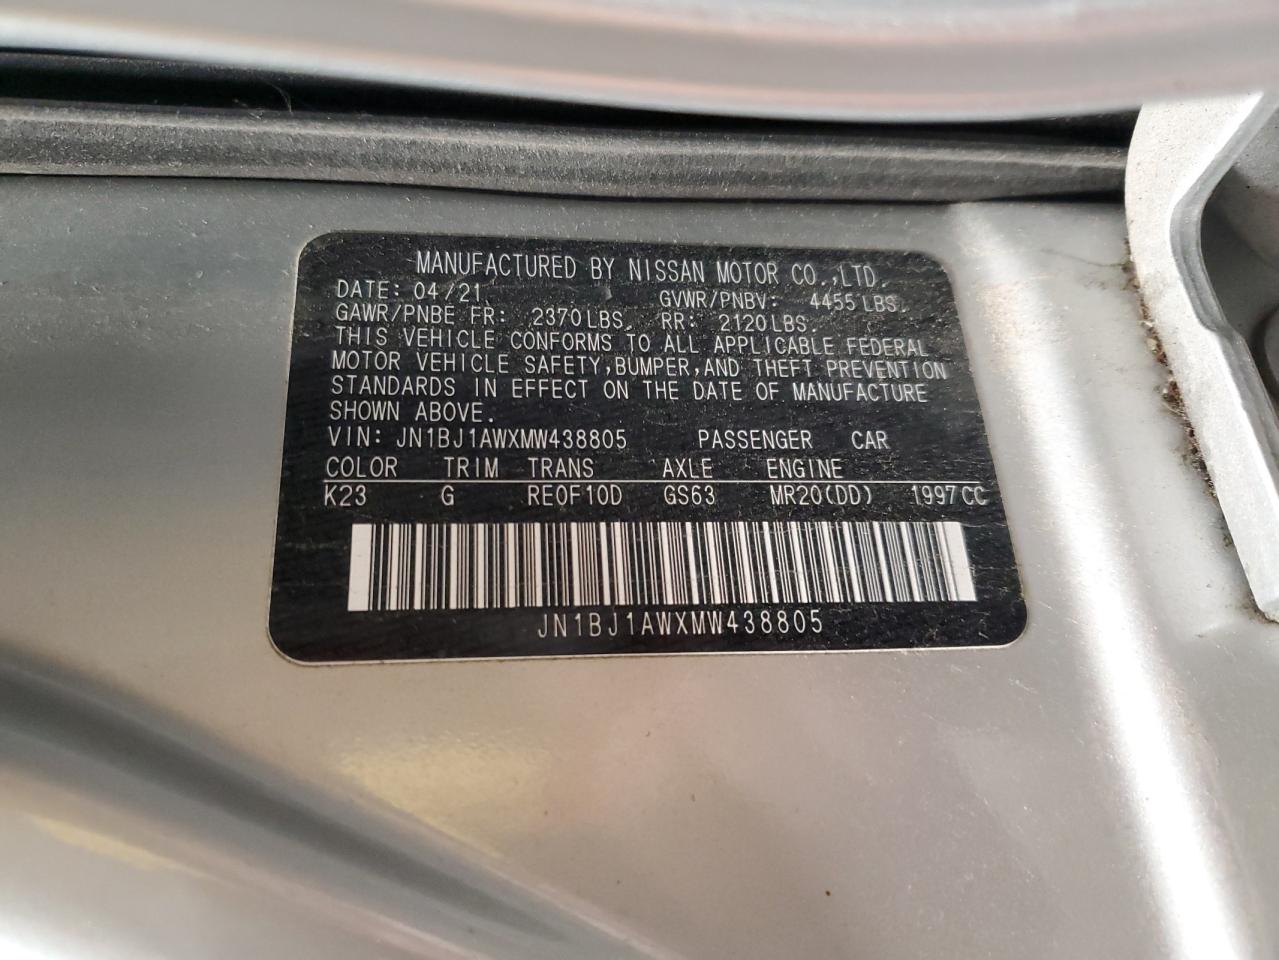 MANUFACTURED BY NISSAN MOTOR CO.,LTD.
DATE: 04/21 GVWR/PNBV: 4455 LBS.
GAWR/PNBE FR: 2370 LBS. RR: 2120 LBS.
THIS VEHICLE CONFORMS TO ALL APPLICABLE FEDERAL
MOTOR VEHICLE SAFETY, BUMPER, AND THEFT PREVENTION
STANDARDS IN EFFECT ON THE DATE OF MANUFACTURE
SHOWN ABOVE.
VIN: JN1BJ1AWXMW438805 PASSENGER CAR
COLOR TRIM TRANS AXLE ENGINE
K23 G RE0F10D GS63 MR20(DD) 1997 CC
JN1BJ1AWXMW438805